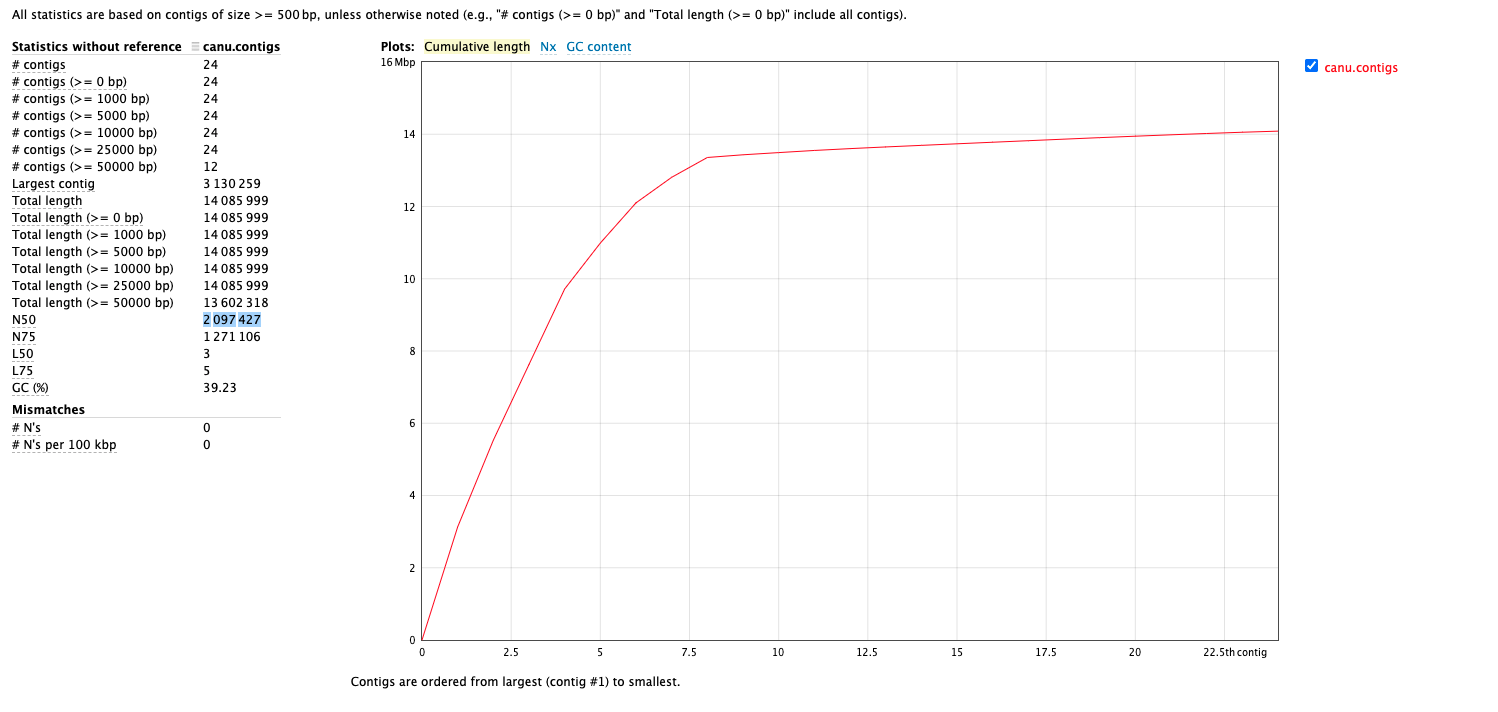 All statistics are based on contigs of size >= 500 bp, unless otherwise noted (e.g., "# contigs (>= 0 bp)" and "Total length (>= 0 bp)" include all contigs).
Statistics without reference canu.contigs
# contigs 24
# contigs (>= 0 bp) 24
# contigs (>= 1000 bp) 24
# contigs (>= 5000 bp) 24
# contigs (>= 10000 bp) 24
# contigs (>= 25000 bp) 24
# contigs (>= 50000 bp) 12
Largest contig 3 130 259
Total length 14 085 999
Total length (>= 0 bp) 14 085 999
Total length (>= 1000 bp) 14 085 999
Total length (>= 5000 bp) 14 085 999
Total length (>= 10000 bp) 14 085 999
Total length (>= 25000 bp) 14 085 999
Total length (>= 50000 bp) 13 602 318
N50 2 097 427
N75 1 271 106
L50 3
L75 5
GC (%) 39.23
Mismatches
# N's 0
# N's per 100 kbp 0
Plots: Cumulative length Nx GC content
16 Mbp
14
12
10
8
6
4
2
0
0 2.5 5 7.5 10 12.5 15 17.5 20 22.5th contig
Contigs are ordered from largest (contig #1) to smallest.
canu.contigs